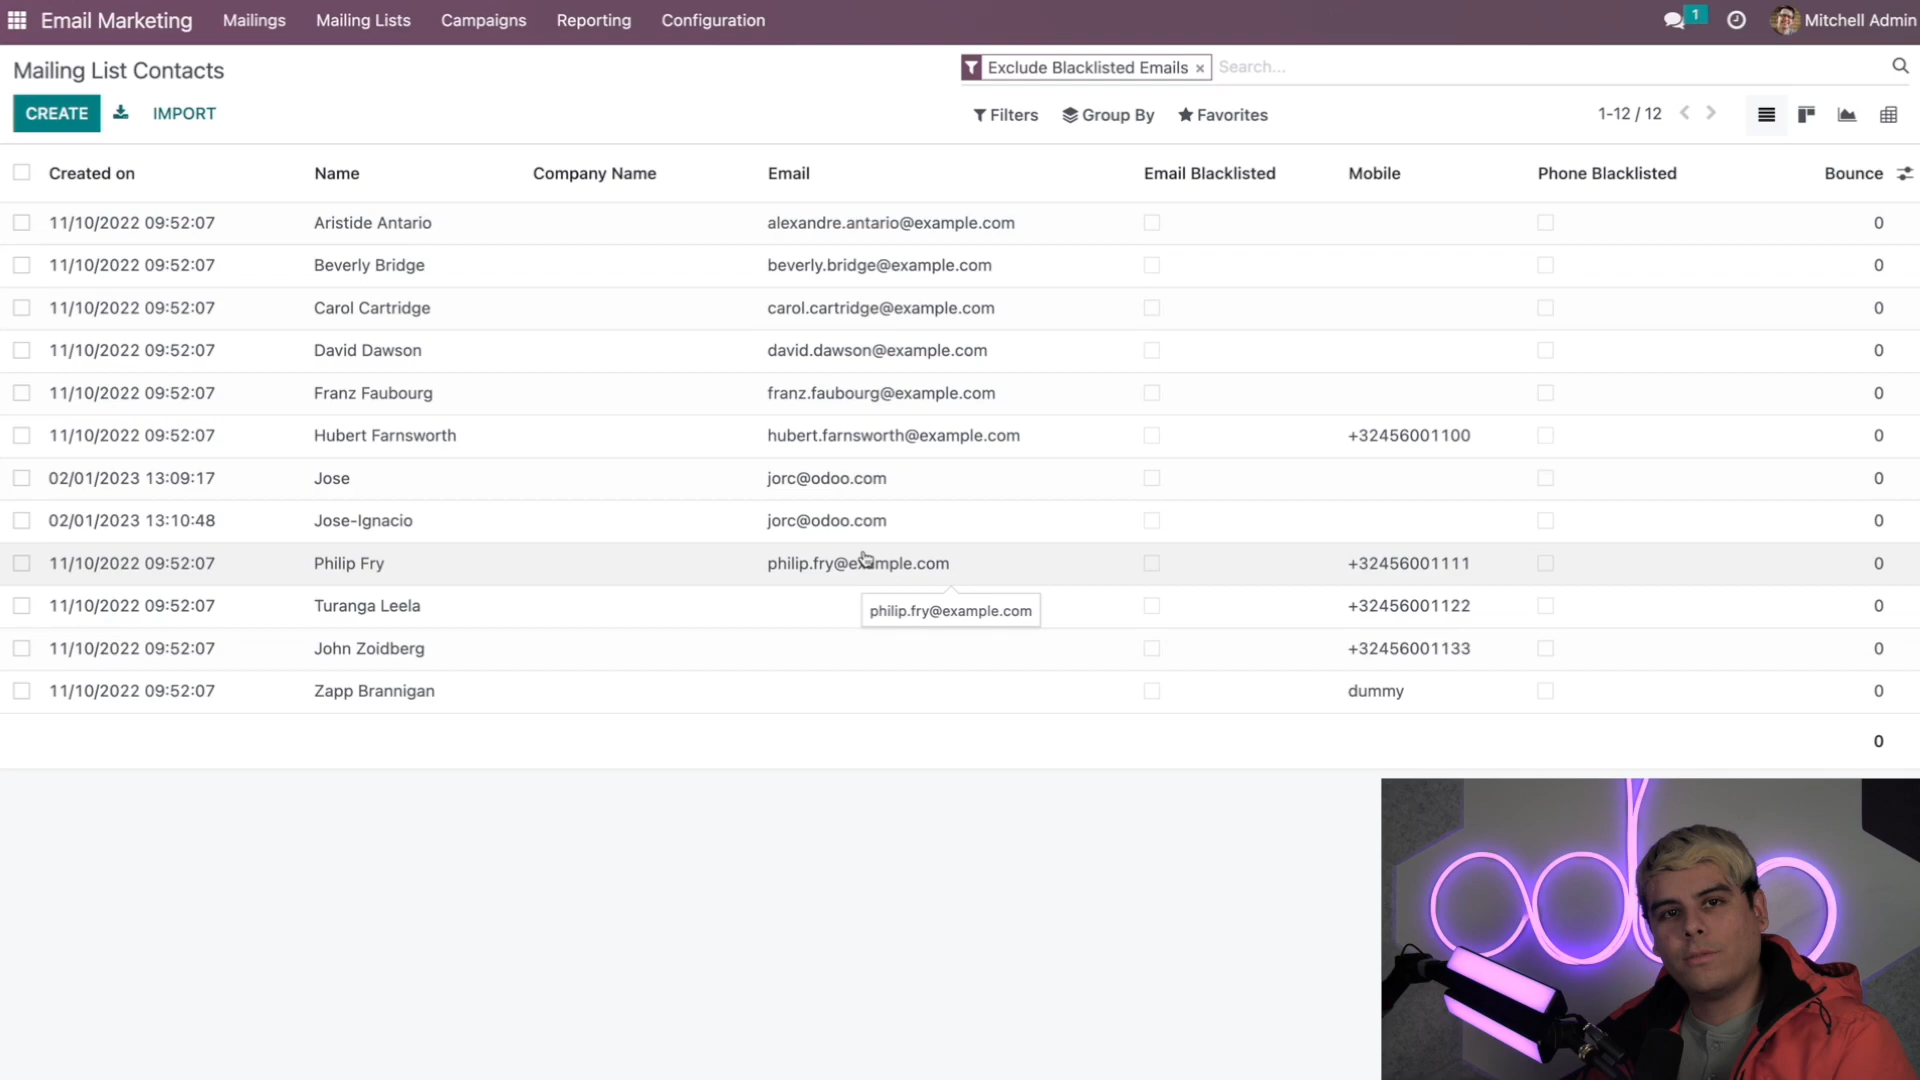 Email Marketing Mailings Mailing Lists Campaigns Reporting Configuration 1 Mitchell Admin
Mailing List Contacts Exclude Blacklisted Emails × Search...
CREATE IMPORT Filters Group By Favorites 1-12 / 12
Created on Name Company Name Email Email Blacklisted Mobile Phone Blacklisted Bounce
11/10/2022 09:52:07 Aristide Antario alexandre.antario@example.com 0
11/10/2022 09:52:07 Beverly Bridge beverly.bridge@example.com 0
11/10/2022 09:52:07 Carol Cartridge carol.cartridge@example.com 0
11/10/2022 09:52:07 David Dawson david.dawson@example.com 0
11/10/2022 09:52:07 Franz Faubourg franz.faubourg@example.com 0
11/10/2022 09:52:07 Hubert Farnsworth hubert.farnsworth@example.com +32456001100 0
02/01/2023 13:09:17 Jose jorc@odoo.com 0
02/01/2023 13:10:48 Jose-Ignacio jorc@odoo.com 0
11/10/2022 09:52:07 Philip Fry philip.fry@example.com +32456001111 0
11/10/2022 09:52:07 Turanga Leela +32456001122 0
philip.fry@example.com
11/10/2022 09:52:07 John Zoidberg +32456001133 0
11/10/2022 09:52:07 Zapp Brannigan dummy 0
0
odoo